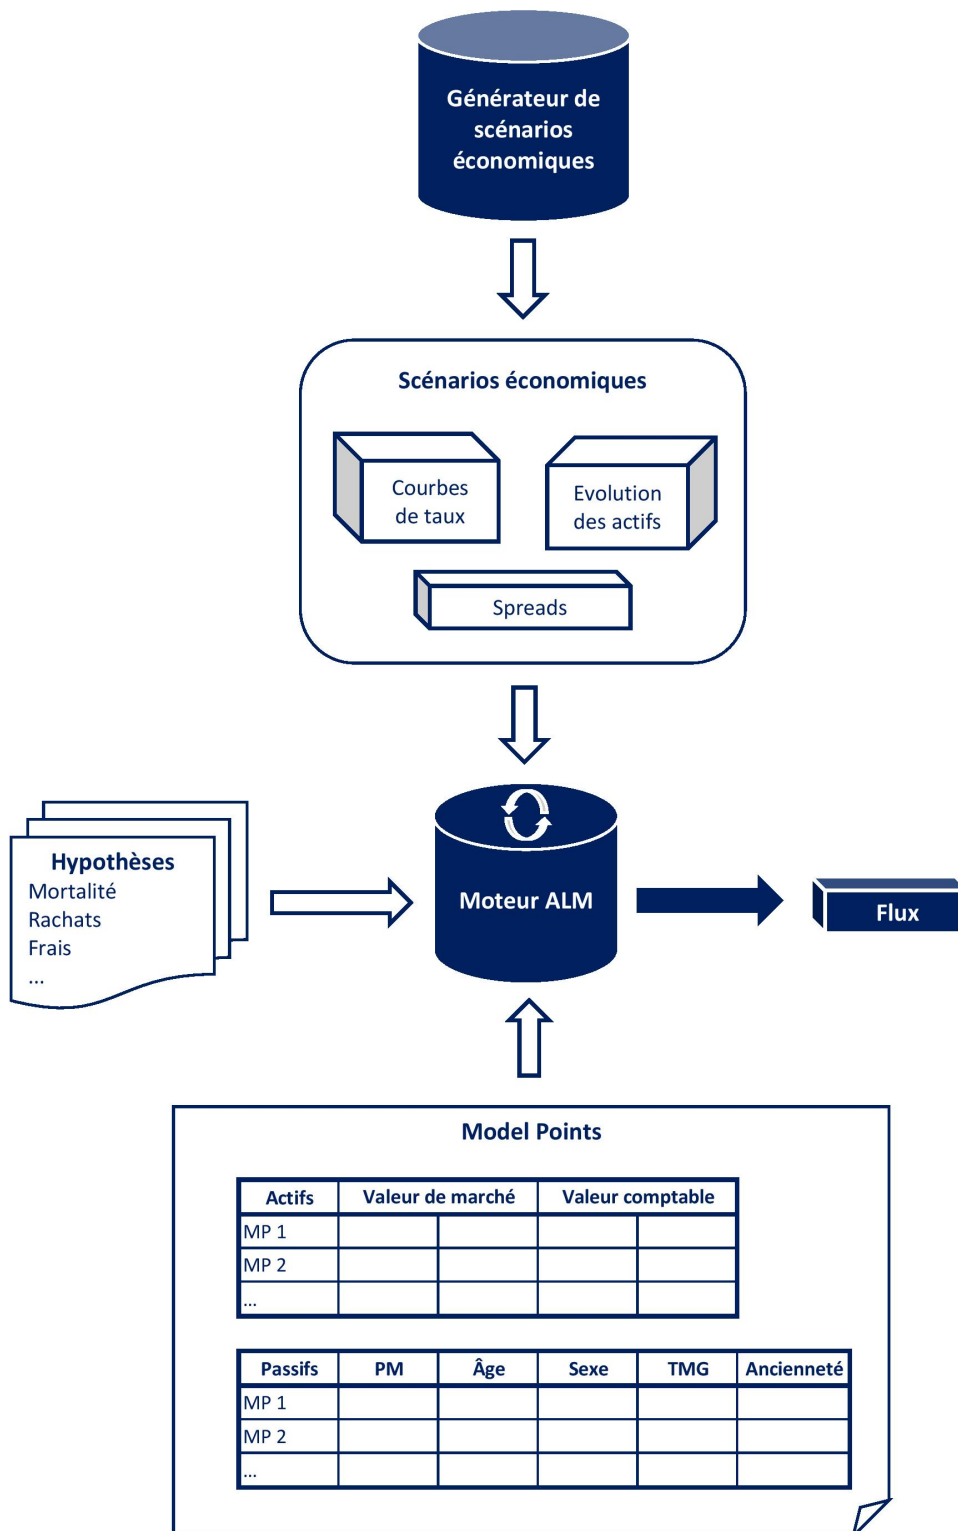 Générateur de
scénarios
économiques
Scénarios économiques
Courbes
de taux
Evolution
des actifs
Spreads
Hypothèses
Mortalité
Rachats
Frais
...
Moteur ALM
Flux
Model Points
Actifs Valeur de marché Valeur comptable
MP 1
MP 2
...
Passifs PM Âge Sexe TMG Ancienneté
MP 1
MP 2
...